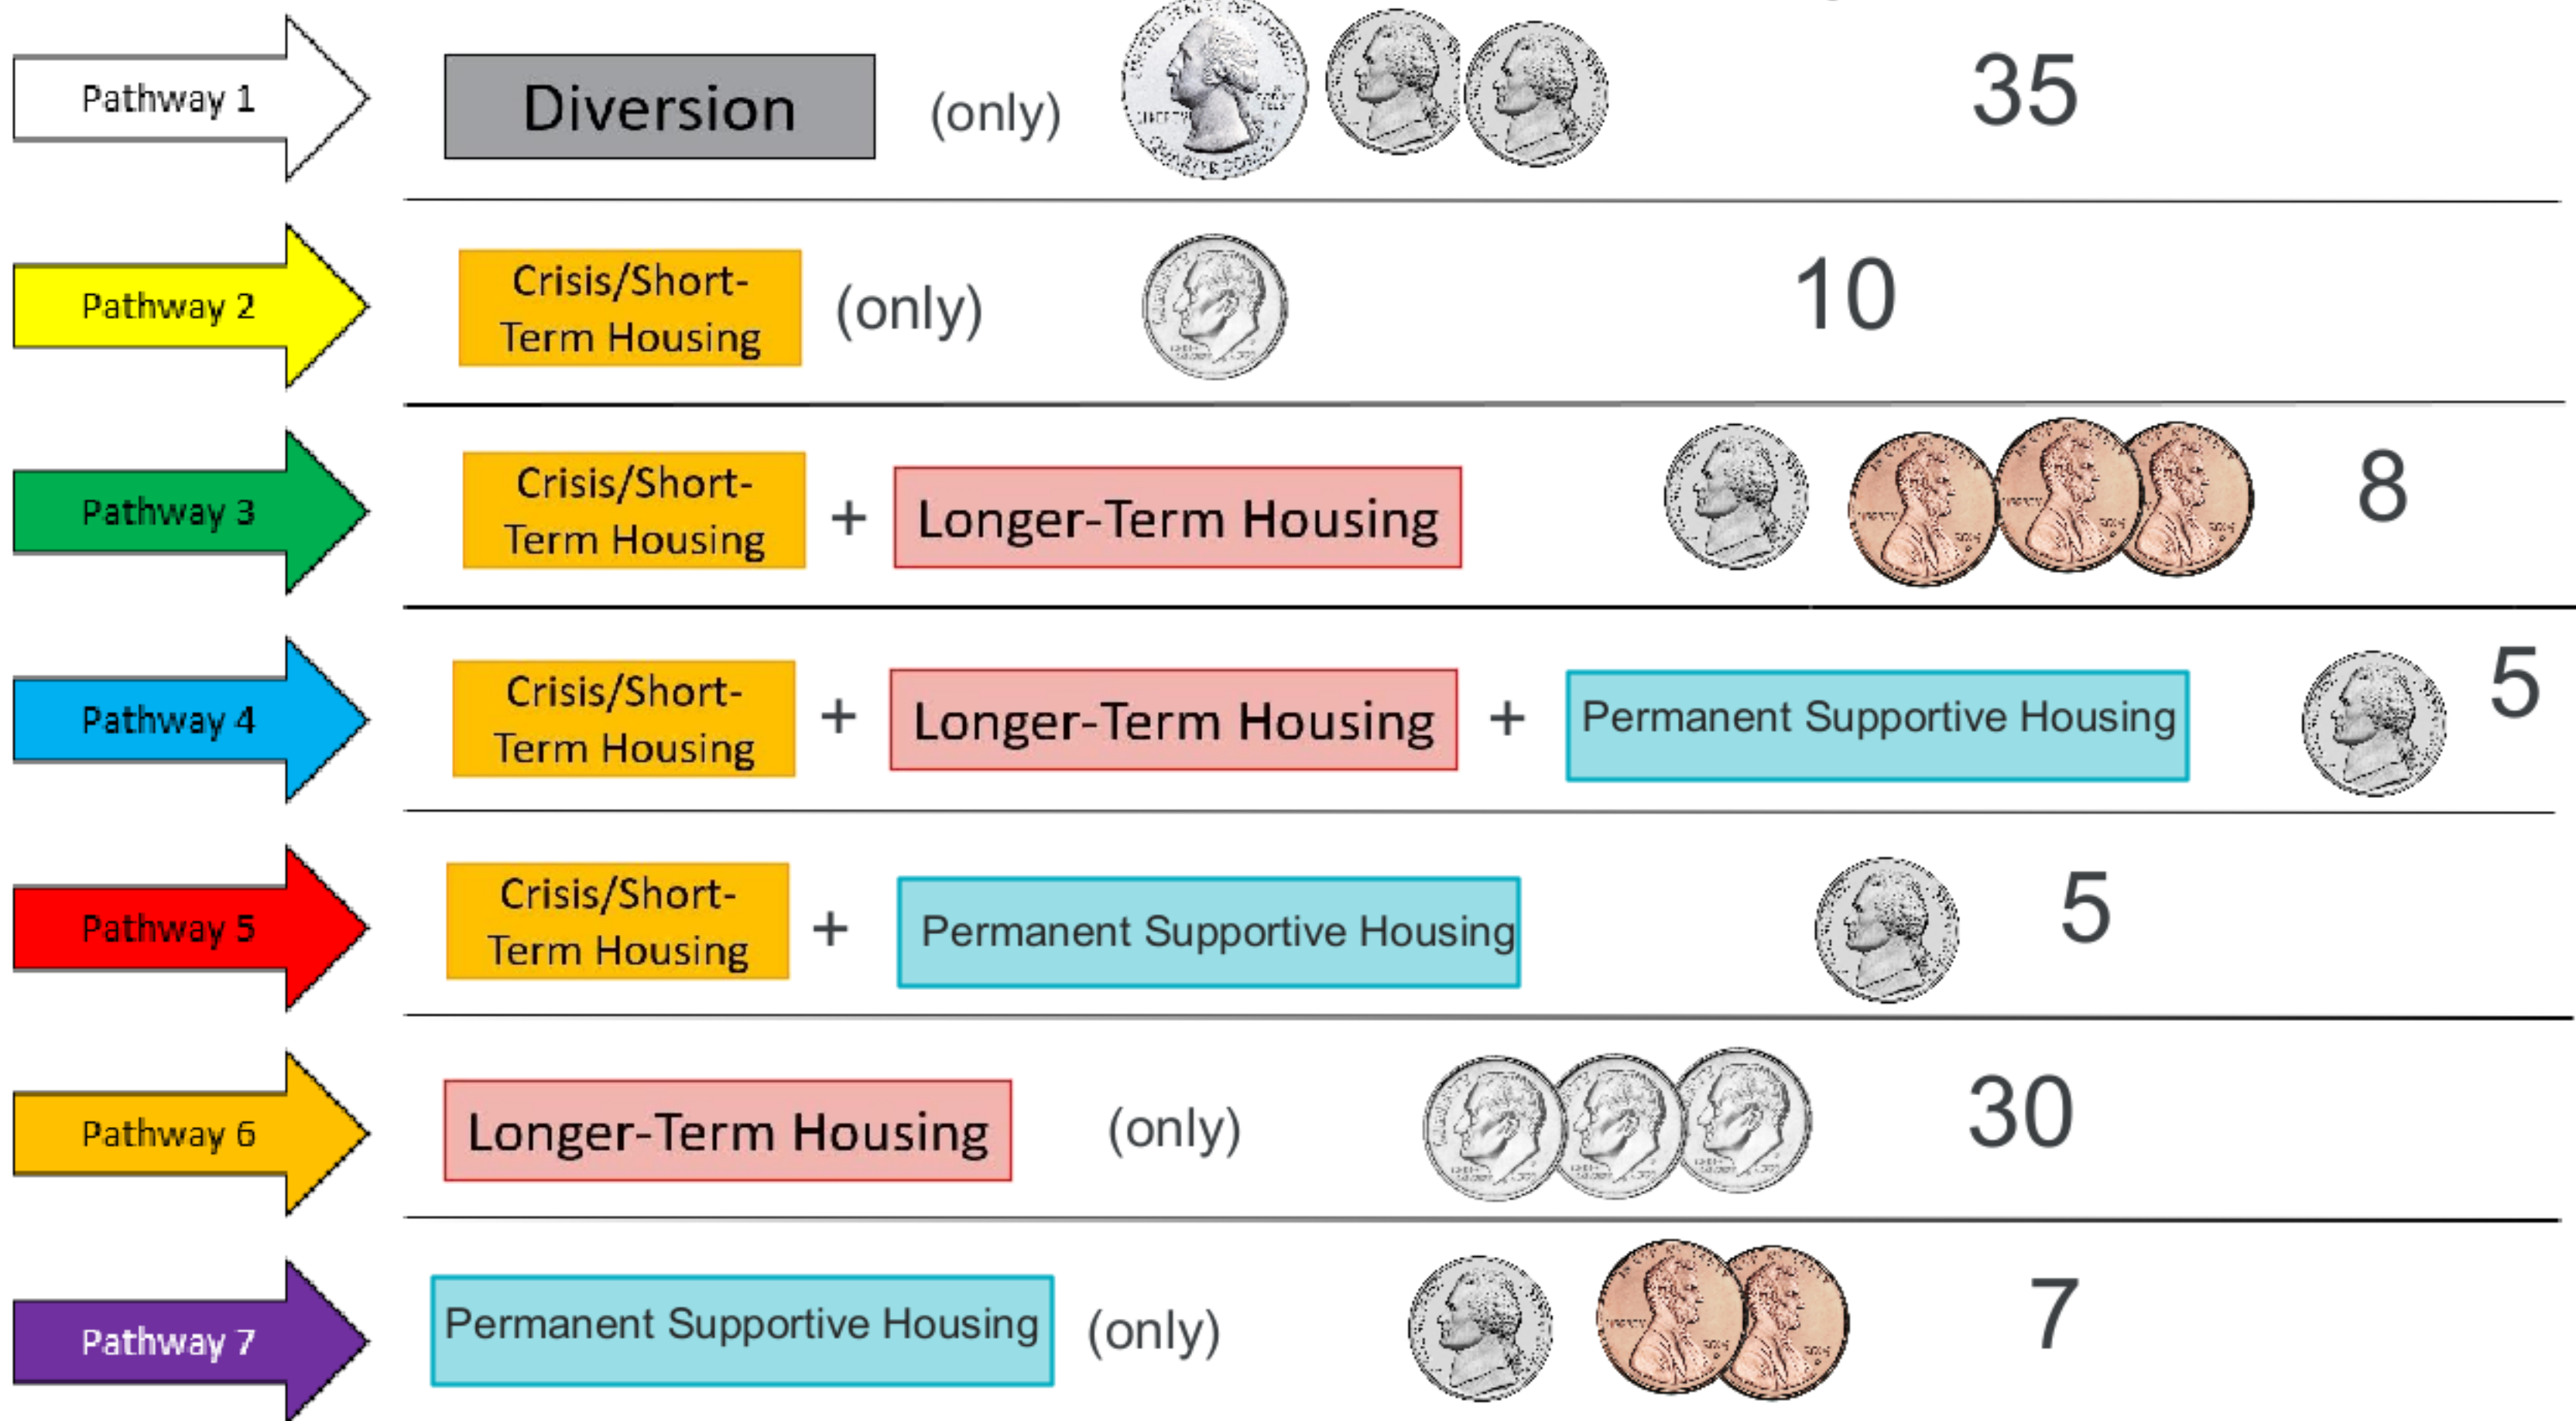 Pathway 1
Diversion
(only)
35
Pathway 2
Crisis/Short-
Term Housing
(only)
10
Pathway 3
Crisis/Short-
Term Housing
+
Longer-Term Housing
8
Pathway 4
Crisis/Short-
Term Housing
+
Longer-Term Housing
+
Permanent Supportive Housing
5
Pathway 5
Crisis/Short-
Term Housing
+
Permanent Supportive Housing
5
Pathway 6
Longer-Term Housing
(only)
30
Pathway 7
Permanent Supportive Housing
(only)
7